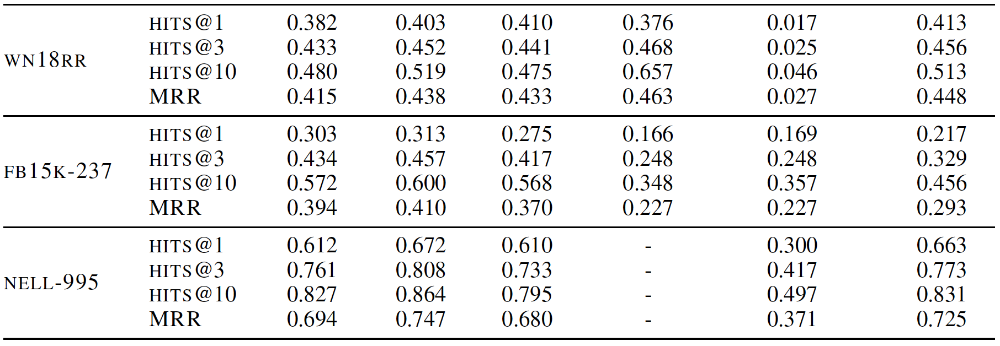 HITS@1 0.382 0.403 0.410 0.376 0.017 0.413
HITS@3 0.433 0.452 0.441 0.468 0.025 0.456
WN18RR
HITS@10 0.480 0.519 0.475 0.657 0.046 0.513
MRR 0.415 0.438 0.433 0.463 0.027 0.448
HITS@1 0.303 0.313 0.275 0.166 0.169 0.217
HITS@3 0.434 0.457 0.417 0.248 0.248 0.329
FB15K-237
HITS@10 0.572 0.600 0.568 0.348 0.357 0.456
MRR 0.394 0.410 0.370 0.227 0.227 0.293
HITS@1 0.612 0.672 0.610 - 0.300 0.663
HITS@3 0.761 0.808 0.733 - 0.417 0.773
NELL-995
HITS@10 0.827 0.864 0.795 - 0.497 0.831
MRR 0.694 0.747 0.680 - 0.371 0.725